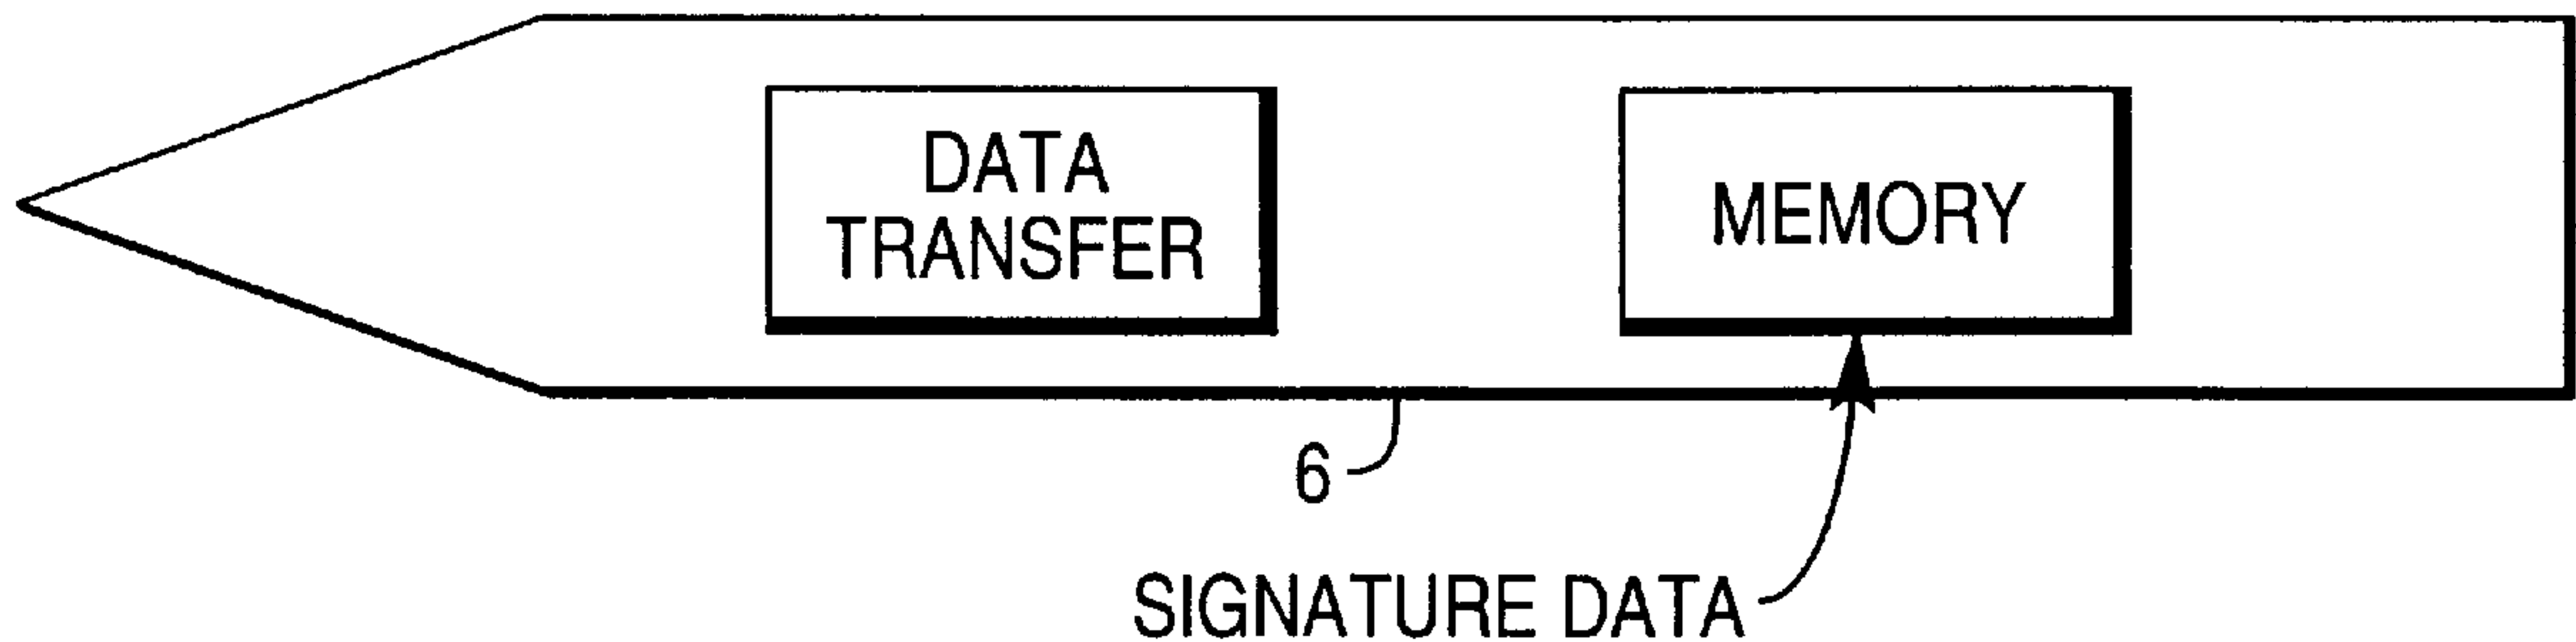 DATA
TRANSFER
MEMORY
6
SIGNATURE DATA